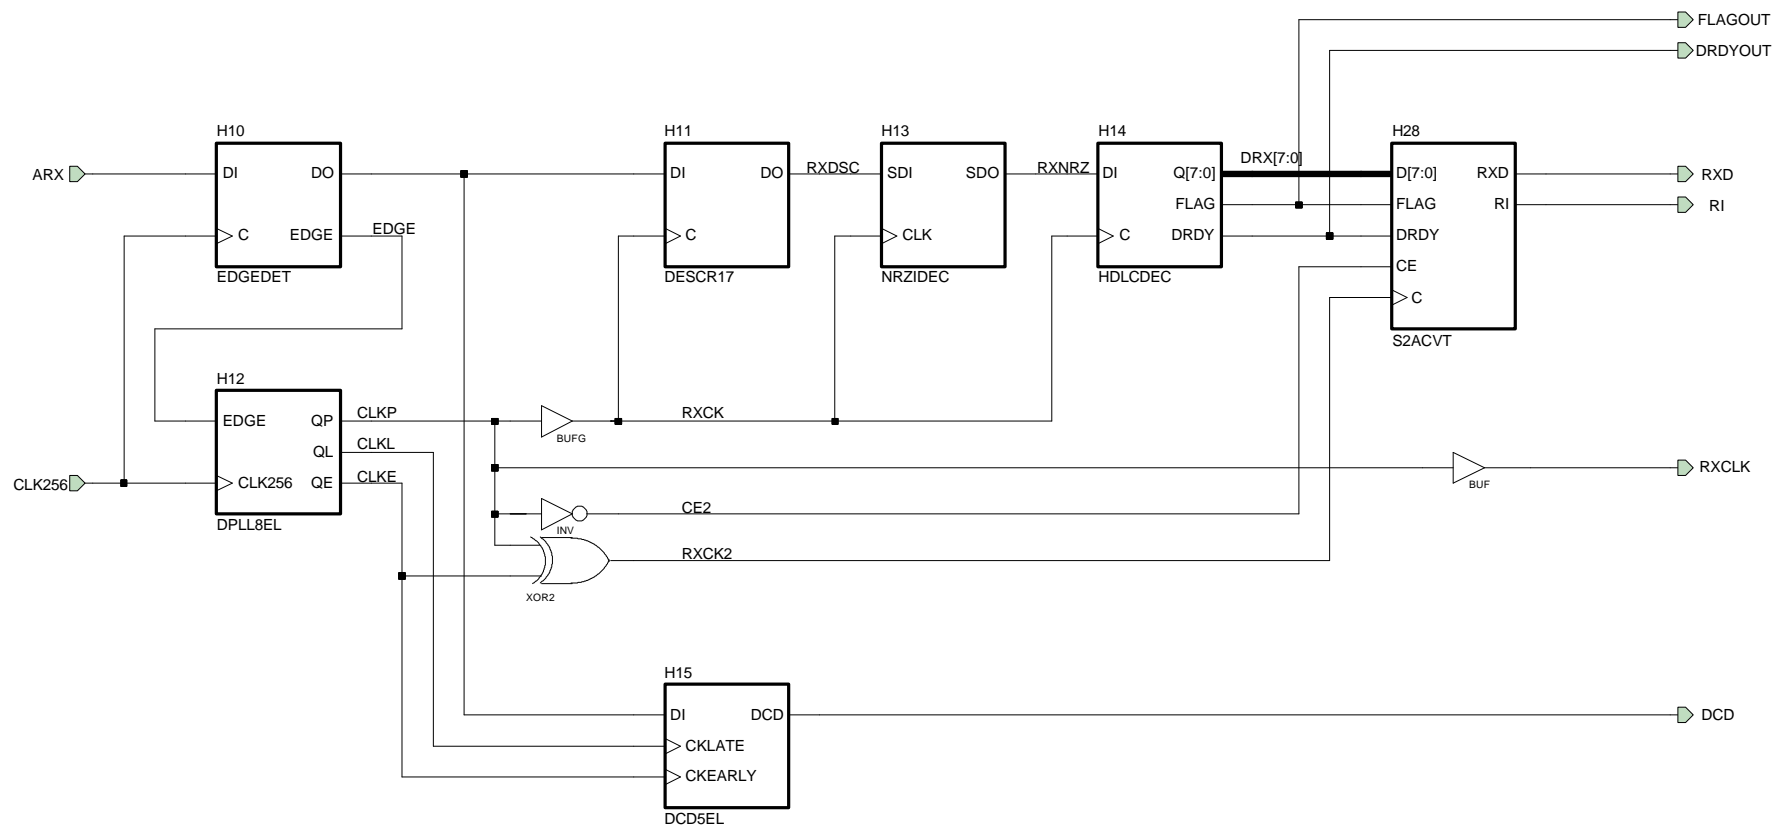 FLAGOUT
DRDYOUT
H10
H11
H13
H14
H28
DRX[7:0]
ARX
DI
DO
DI
DO
RXDSC
SDI
SDO
RXNRZ
DI
Q[7:0]
D[7:0]
RXD
RXD
FLAG
FLAG
RI
RI
C
EDGE
EDGE
C
CLK
C
DRDY
DRDY
CE
C
EDGEDET
DESCR17
NRZIDEC
HDLCDEC
S2ACVT
H12
EDGE
QP
CLKP
RXCK
BUFG
QL
CLKL
CLK256
CLK256
QE
CLKE
RXCLK
BUF
DPLL8EL
CE2
INV
RXCK2
XOR2
H15
DI
DCD
DCD
CKLATE
CKEARLY
DCD5EL